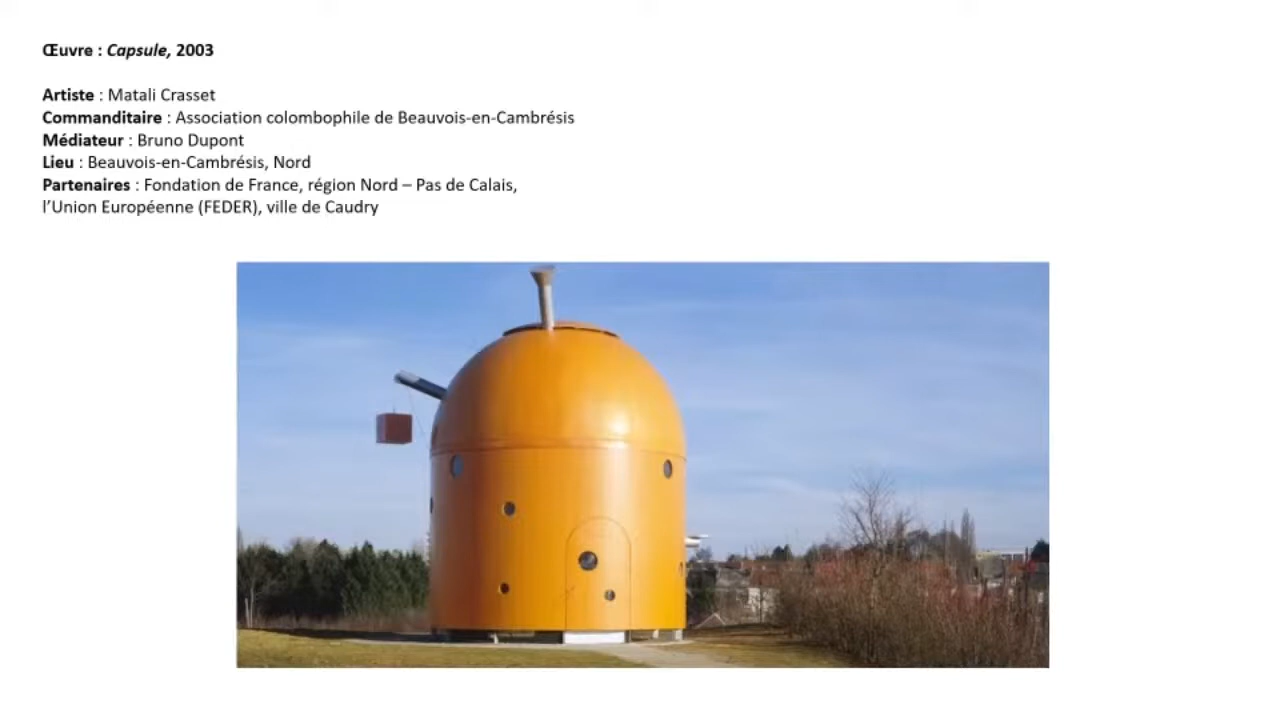 Œuvre : Capsule, 2003
Artiste : Matali Crasset
Commanditaire : Association colombophile de Beauvois-en-Cambrésis
Médiateur : Bruno Dupont
Lieu : Beauvois-en-Cambrésis, Nord
Partenaires : Fondation de France, région Nord – Pas de Calais,
l'Union Européenne (FEDER), ville de Caudry